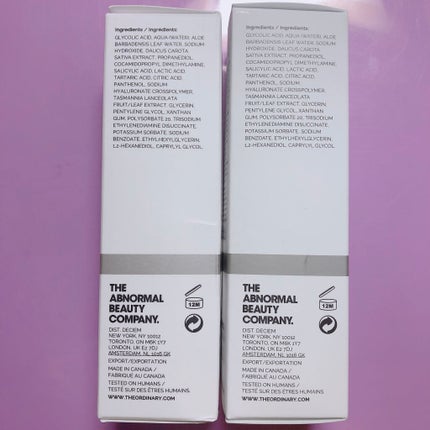 Ingredients / Ingrédients:
GLYCOLIC ACID, AQUA (WATER), ALOE
BARBADENSIS LEAF WATER, SODIUM
HYDROXIDE, DAUCUS CAROTA
SATIVA EXTRACT, PROPANEDIOL,
COCAMIDOPROPYL DIMETHYLAMINE,
SALICYLIC ACID, LACTIC ACID,
TARTARIC ACID, CITRIC ACID,
PANTHENOL, SODIUM
HYALURONATE CROSSPOLYMER,
TASMANNIA LANCEOLATA
FRUIT/LEAF EXTRACT, GLYCERIN,
PENTYLENE GLYCOL, XANTHAN
GUM, POLYSORBATE 20, TRISODIUM
ETHYLENEDIAMINE DISUCCINATE,
POTASSIUM SORBATE, SODIUM
BENZOATE, ETHYLHEXYLGLYCERIN,
1,2-HEXANEDIOL, CAPRYLYL GLYCOL.
THE
ABNORMAL
BEAUTY
COMPANY.
12M
DIST. DECIEM
NEW YORK, NY 10012
TORONTO, ON M6K 1Y7
LONDON, UK E2 7DJ
AMSTERDAM, NL 1016 GK
EXPORT/EXPORTATION
MADE IN CANADA /
FABRIQUÉ AU CANADA
TESTED ON HUMANS /
TESTÉ SUR DES ÊTRES HUMAINS.
WWW.THEORDINARY.COM
Ingredients / Ingrédients:
GLYCOLIC ACID, AQUA (WATER), ALOE
BARBADENSIS LEAF WATER, SODIUM
HYDROXIDE, DAUCUS CAROTA
SATIVA EXTRACT, PROPANEDIOL,
COCAMIDOPROPYL DIMETHYLAMINE,
SALICYLIC ACID, LACTIC ACID,
TARTARIC ACID, CITRIC ACID,
PANTHENOL, SODIUM
HYALURONATE CROSSPOLYMER,
TASMANNIA LANCEOLATA
FRUIT/LEAF EXTRACT, GLYCERIN,
PENTYLENE GLYCOL, XANTHAN
GUM, POLYSORBATE 20, TRISODIUM
ETHYLENEDIAMINE DISUCCINATE,
POTASSIUM SORBATE, SODIUM
BENZOATE, ETHYLHEXYLGLYCERIN,
1,2-HEXANEDIOL, CAPRYLYL GLYCOL.
THE
ABNORMAL
BEAUTY
COMPANY.
12M
DIST. DECIEM
NEW YORK, NY 10012
TORONTO, ON M6K 1Y7
LONDON, UK E2 7DJ
AMSTERDAM, NL 1016 GK
EXPORT/EXPORTATION
MADE IN CANADA /
FABRIQUÉ AU CANADA
TESTED ON HUMANS /
TESTÉ SUR DES ÊTRES HUMAINS.
WWW.THEORDINARY.COM